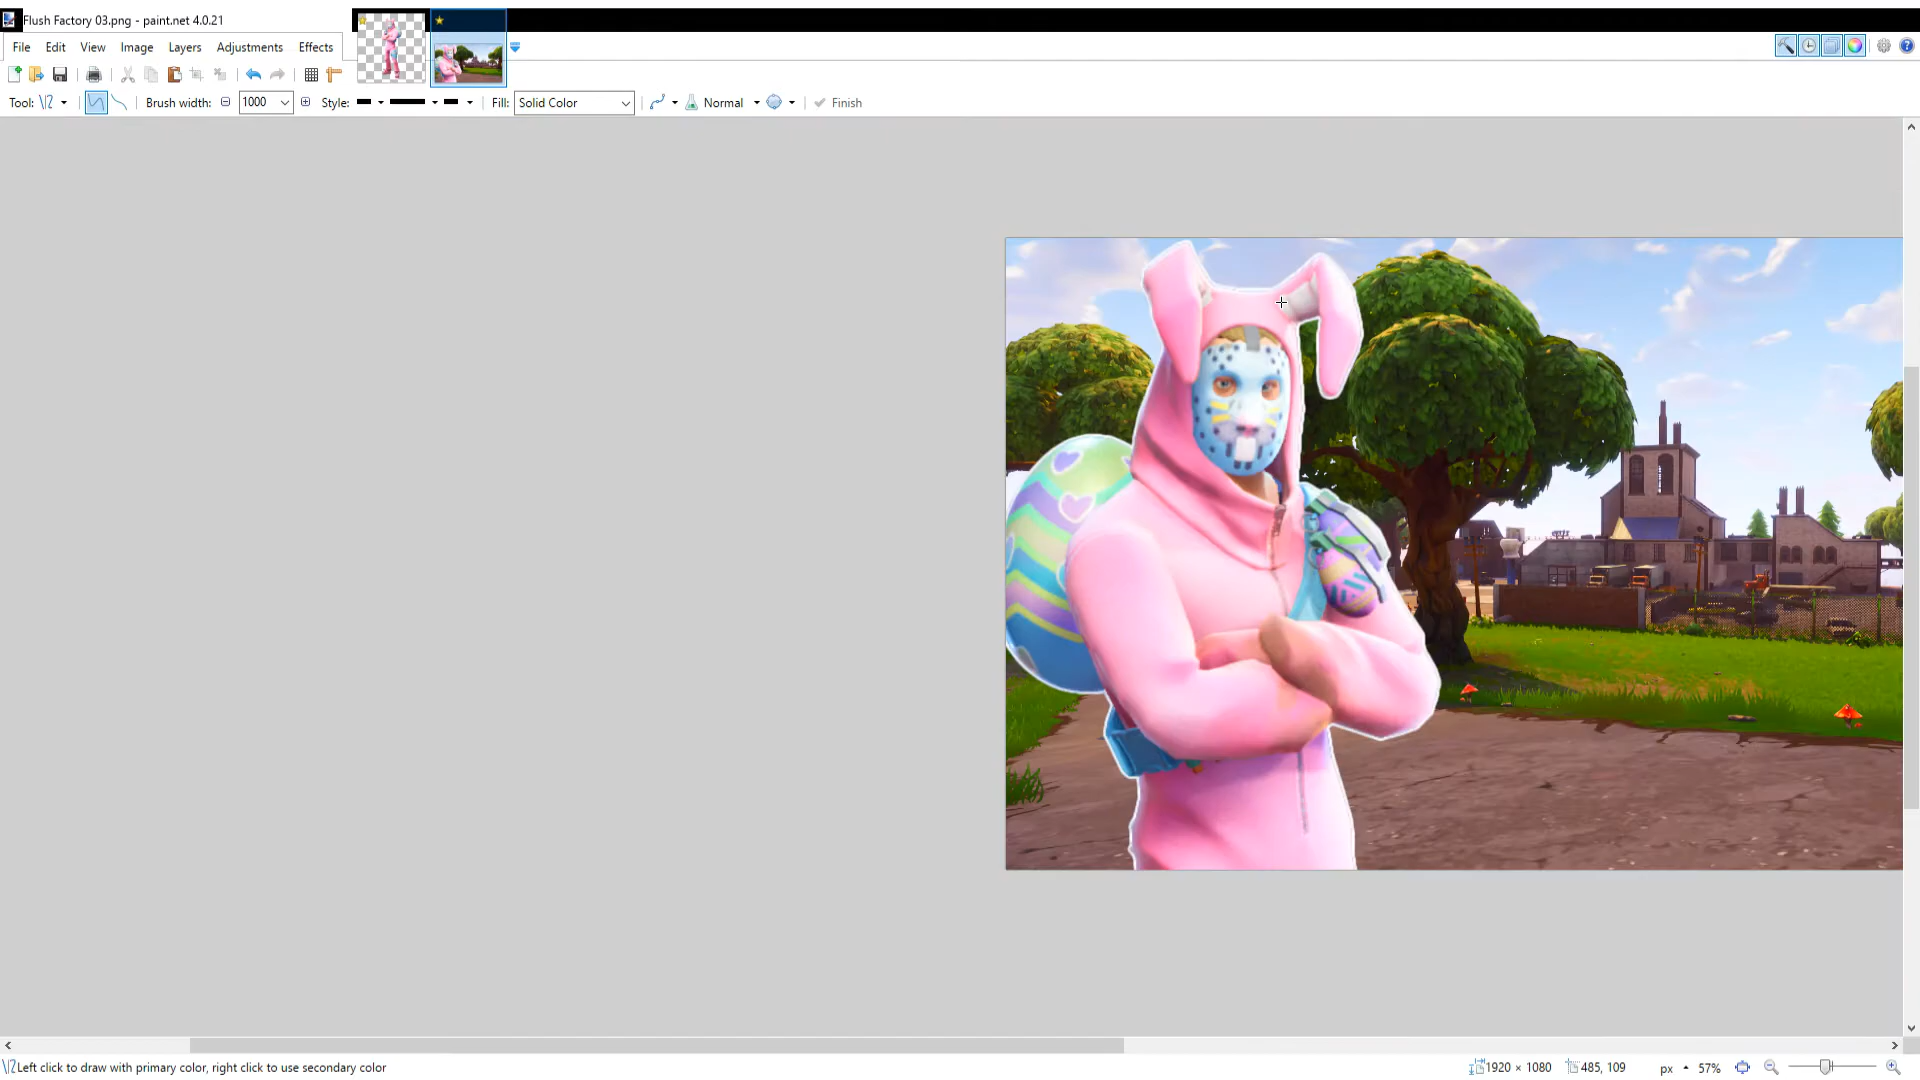 Flush Factory 03.png - paint.net 4.0.21
File Edit View Image Layers Adjustments Effects
Tool: Brush width: 1000 Style: Fill: Solid Color Normal Finish
Left click to draw with primary color, right click to use secondary color 1920 × 1080 485, 109 px 57%